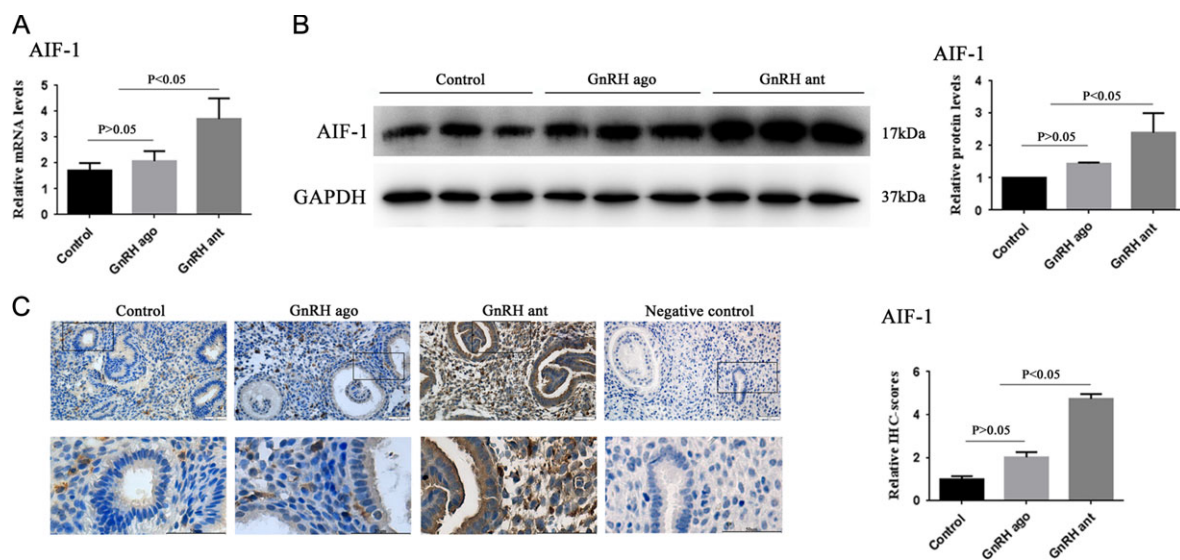 A
AIF-1
Relative mRNA levels
5
4
3
2
1
0
P<0.05
P>0.05
Control
GnRH ago
GnRH ant
B
Control
GnRH ago
GnRH ant
AIF-1
17kDa
GAPDH
37kDa
AIF-1
Relative protein levels
4
3
2
1
0
P<0.05
P>0.05
Control
GnRH ago
GnRH ant
C
Control
GnRH ago
GnRH ant
Negative control
AIF-1
Relative IHC-scores
6
4
2
0
P<0.05
P>0.05
Control
GnRH ago
GnRH ant